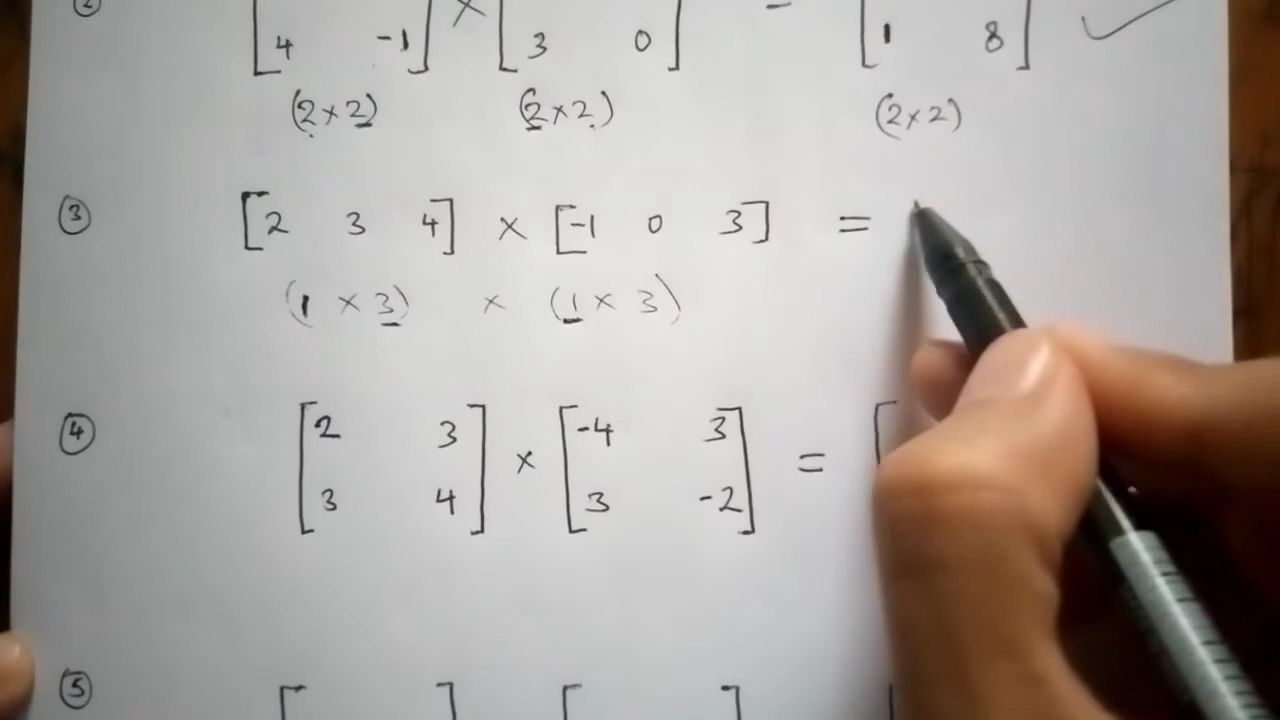 ②
4 -1] × [3 0] = [1 8]
(2×2) (2×2) (2×2)
③ [2 3 4] × [-1 0 3] =
(1 × 3) × (1 × 3)
④ [2 3 × [-4 3 = [
3 4] 3 -2]
⑤ [ ] [ ]